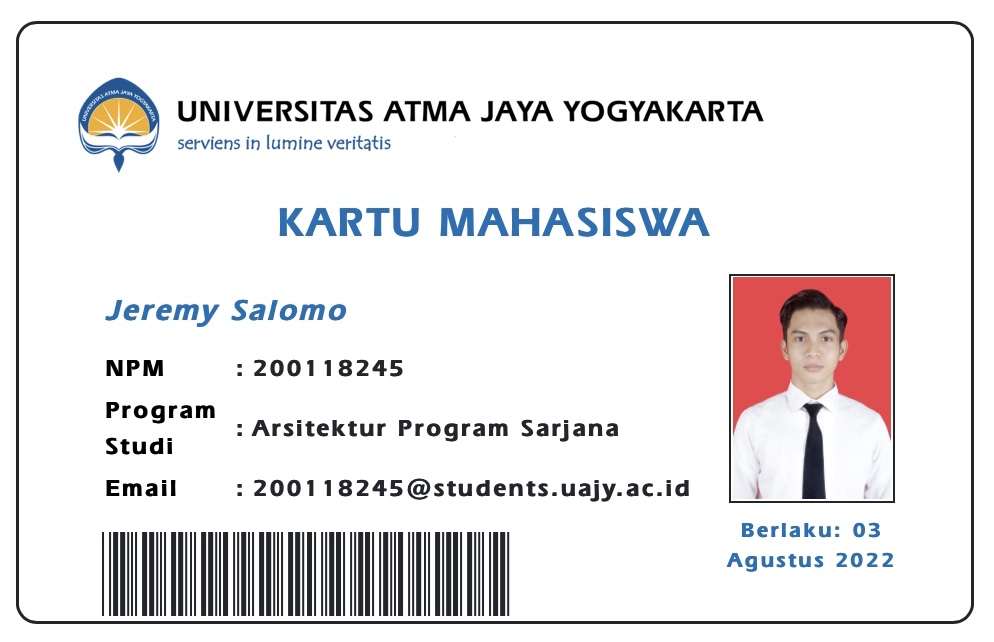 UNIVERSITAS ATMA JAYA YOGYAKARTA
UNIVERSITAS ATMA JAYA YOGYAKARTA
serviens in lumine veritatis
KARTU MAHASISWA
Jeremy Salomo
NPM : 200118245
Program Studi : Arsitektur Program Sarjana
Email : 200118245@students.uajy.ac.id
Berlaku: 03
Agustus 2022